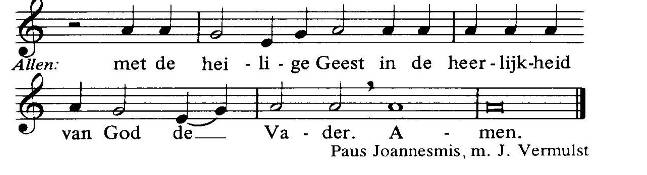 Allen: met de hei - li - ge Geest in de heer - lijk-heid
van God de Va - der. A - men.
Paus Joannesmis, m. J. Vermulst